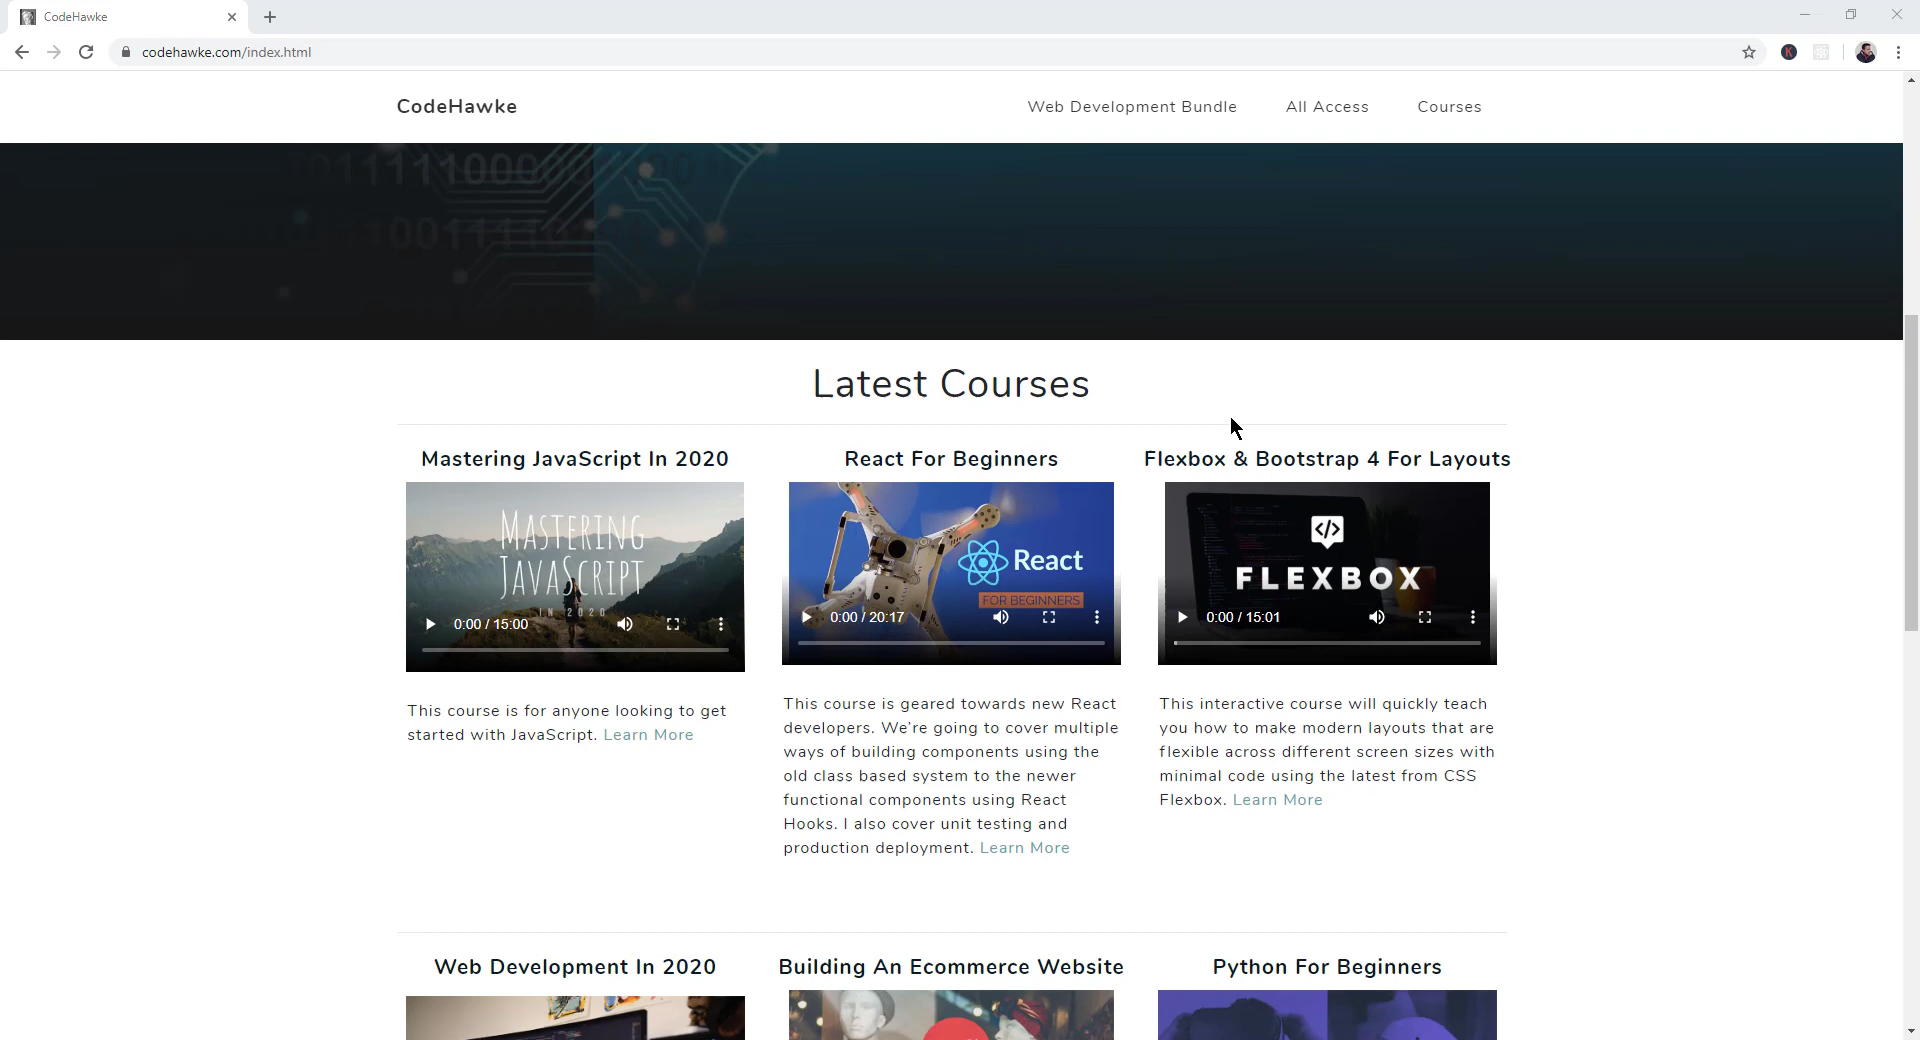 CodeHawke
codehawke.com/index.html
K
CodeHawke
Web Development Bundle
All Access
Courses
Latest Courses
Mastering JavaScript In 2020
React For Beginners
Flexbox & Bootstrap 4 For Layouts
MASTERING
JAVASCRIPT
IN 2020
0:00 / 15:00
React
FOR BEGINNERS
0:00 / 20:17
</>
FLEXBOX
0:00 / 15:01
This course is for anyone looking to get
started with JavaScript. Learn More
This course is geared towards new React
developers. We're going to cover multiple
ways of building components using the
old class based system to the newer
functional components using React
Hooks. I also cover unit testing and
production deployment. Learn More
This interactive course will quickly teach
you how to make modern layouts that are
flexible across different screen sizes with
minimal code using the latest from CSS
Flexbox. Learn More
Web Development In 2020
Building An Ecommerce Website
Python For Beginners